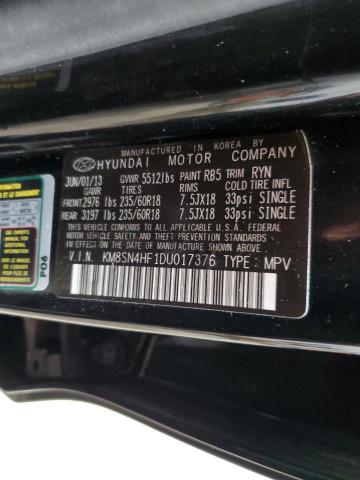 MANUFACTURED IN KOREA BY
HYUNDAI MOTOR COMPANY
JUN/01/13 GVWR 5512lbs PAINT RB5 TRIM RYN
GAWR TIRES RIMS COLD TIRE INFL
FRONT 2976 lbs 235/60R18 7.5JX18 33psi SINGLE
REAR 3197 lbs 235/60R18 7.5JX18 33psi SINGLE
THIS VEHICLE CONFORMS TO ALL APPLICABLE U.S.A. FEDERAL
MOTOR VEHICLE SAFETY
STANDARDS IN EFFECT ON THE DATE OF MANUFACTURE SHOWN ABOVE.
V.I.N. KM8SN4HF1DU017376 TYPE: MPV
P06